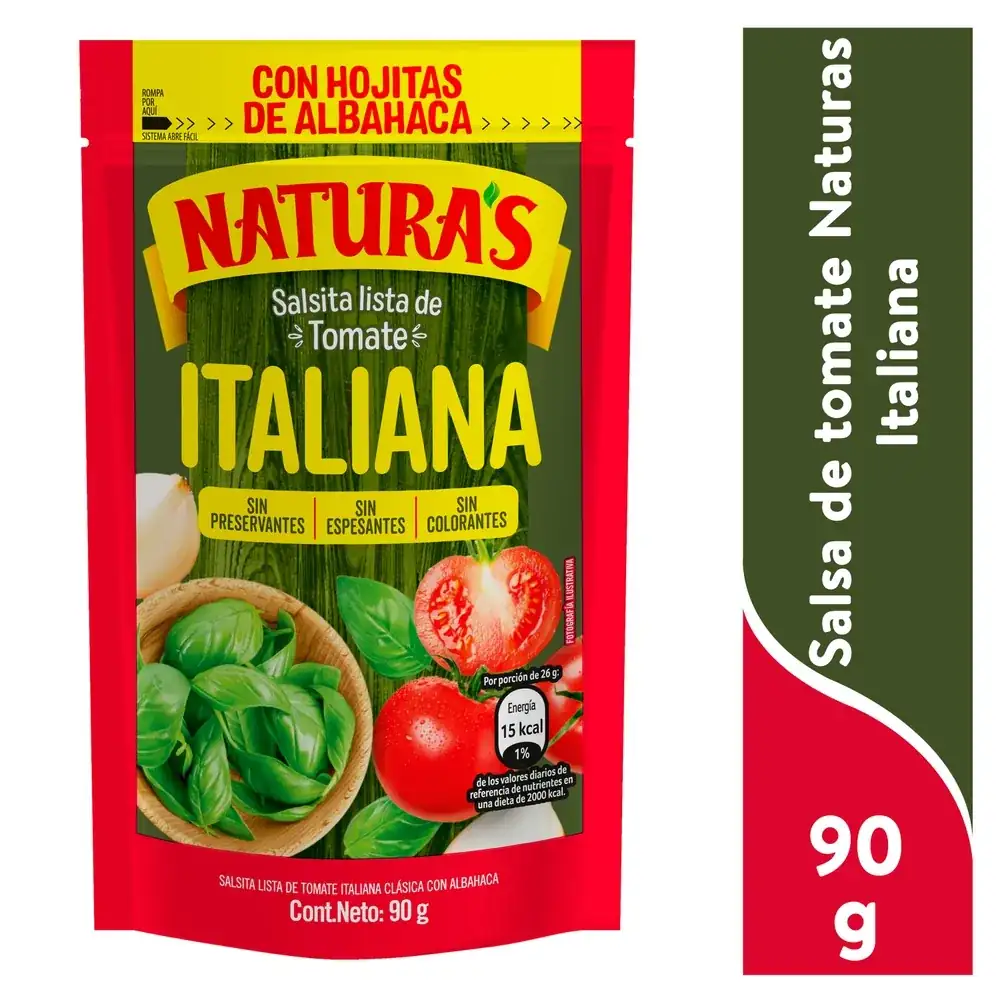 CON HOJITAS
DE ALBAHACA
ROMPA
POR
AQUÍ
SISTEMA ABRE FÁCIL
NATURA'S
Salsita lista de
Tomate
ITALIANA
SIN
PRESERVANTES
SIN
ESPESANTES
SIN
COLORANTES
FOTOGRAFÍA ILUSTRATIVA
Por porción de 26 g:
Energía
15 kcal
1%
de los valores diarios de
referencia de nutrientes en
una dieta de 2000 kcal.
SALSITA LISTA DE TOMATE ITALIANA CLÁSICA CON ALBAHACA
Cont.Neto: 90 g
Salsa de tomate Naturas
Italiana
90
g